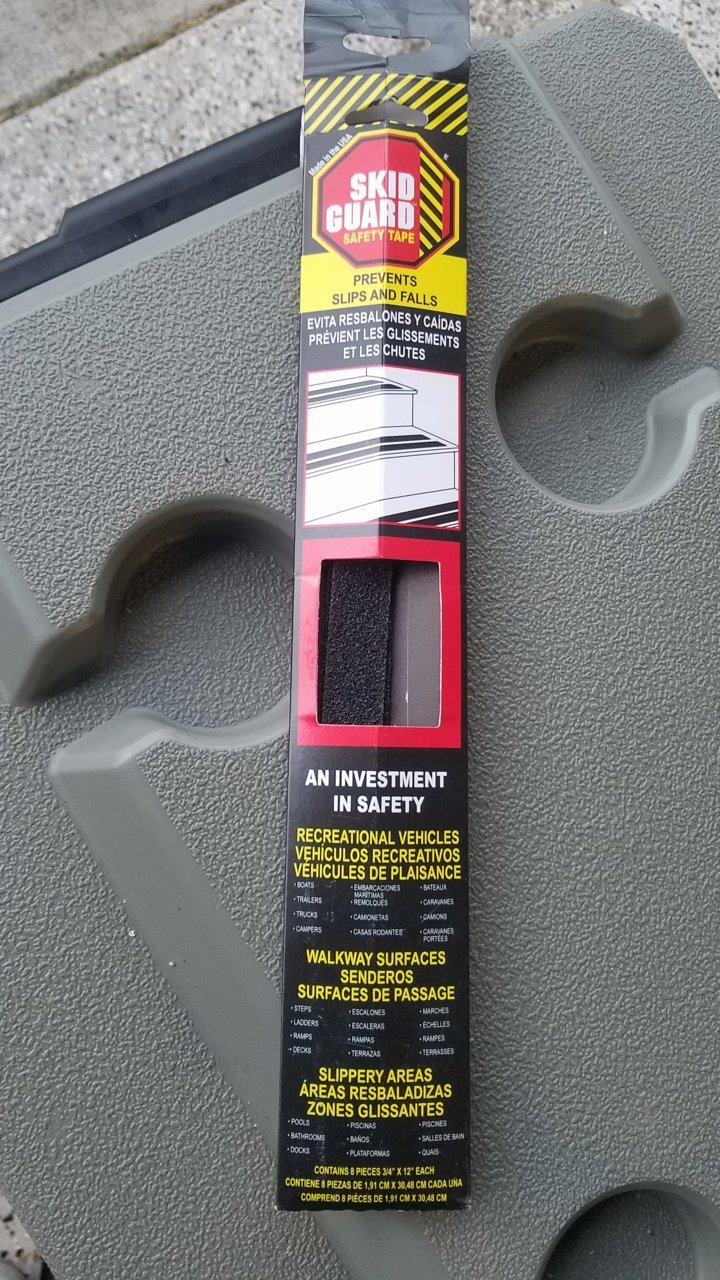 Made in the USA
SKID
GUARD
SAFETY TAPE
PREVENTS
SLIPS AND FALLS
EVITA RESBALONES Y CAÍDAS
PRÉVIENT LES GLISSEMENTS
ET LES CHUTES
AN INVESTMENT
IN SAFETY
RECREATIONAL VEHICLES
VEHÍCULOS RECREATIVOS
VÉHICULES DE PLAISANCE
• BOATS
• TRAILERS
• TRUCKS
• CAMPERS
• EMBARCACIONES
MARÍTIMAS
• REMOLQUES
• CAMIONETAS
• CASAS RODANTES
• BATEAUX
• CARAVANES
• CAMIONS
• CARAVANES
PORTÉES
WALKWAY SURFACES
SENDEROS
SURFACES DE PASSAGE
• STEPS
• LADDERS
• RAMPS
• DECKS
• ESCALONES
• ESCALERAS
• RAMPAS
• TERRAZAS
• MARCHES
• ÉCHELLES
• RAMPES
• TERRASSES
SLIPPERY AREAS
ÁREAS RESBALADIZAS
ZONES GLISSANTES
• POOLS
• BATHROOMS
• DOCKS
• PISCINAS
• BAÑOS
• PLATAFORMAS
• PISCINES
• SALLES DE BAIN
• QUAIS
CONTAINS 8 PIECES 3/4" X 12" EACH
CONTIENE 8 PIEZAS DE 1,91 CM X 30,48 CM CADA UÑA
COMPREND 8 PIÉCES DE 1,91 CM X 30,48 CM